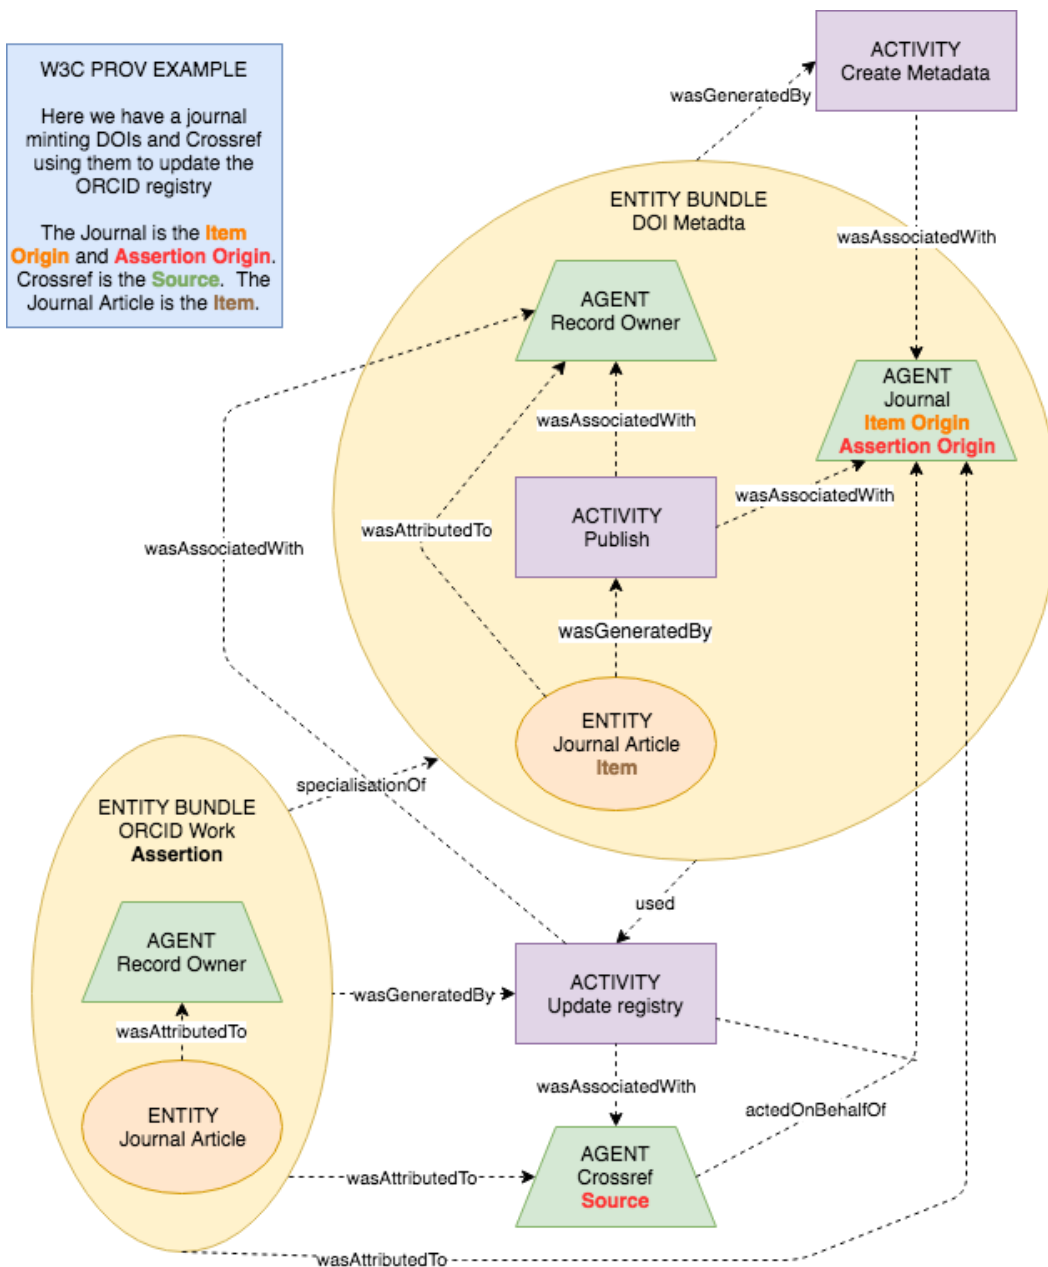 W3C PROV EXAMPLE
Here we have a journal
minting DOIs and Crossref
using them to update the
ORCID registry
The Journal is the Item
Origin and Assertion Origin.
Crossref is the Source. The
Journal Article is the Item.
ACTIVITY
Create Metadata
wasGeneratedBy
ENTITY BUNDLE
DOI Metadta
wasAssociatedWith
AGENT
Record Owner
AGENT
Journal
Item Origin
Assertion Origin
wasAssociatedWith
wasAssociatedWith
ACTIVITY
Publish
wasAttributedTo
wasAssociatedWith
wasGeneratedBy
ENTITY
Journal Article
Item
specialisationOf
ENTITY BUNDLE
ORCID Work
Assertion
used
AGENT
Record Owner
wasGeneratedBy
ACTIVITY
Update registry
wasAttributedTo
wasAssociatedWith
actedOnBehalfOf
ENTITY
Journal Article
wasAttributedTo
AGENT
Crossref
Source
wasAttributedTo